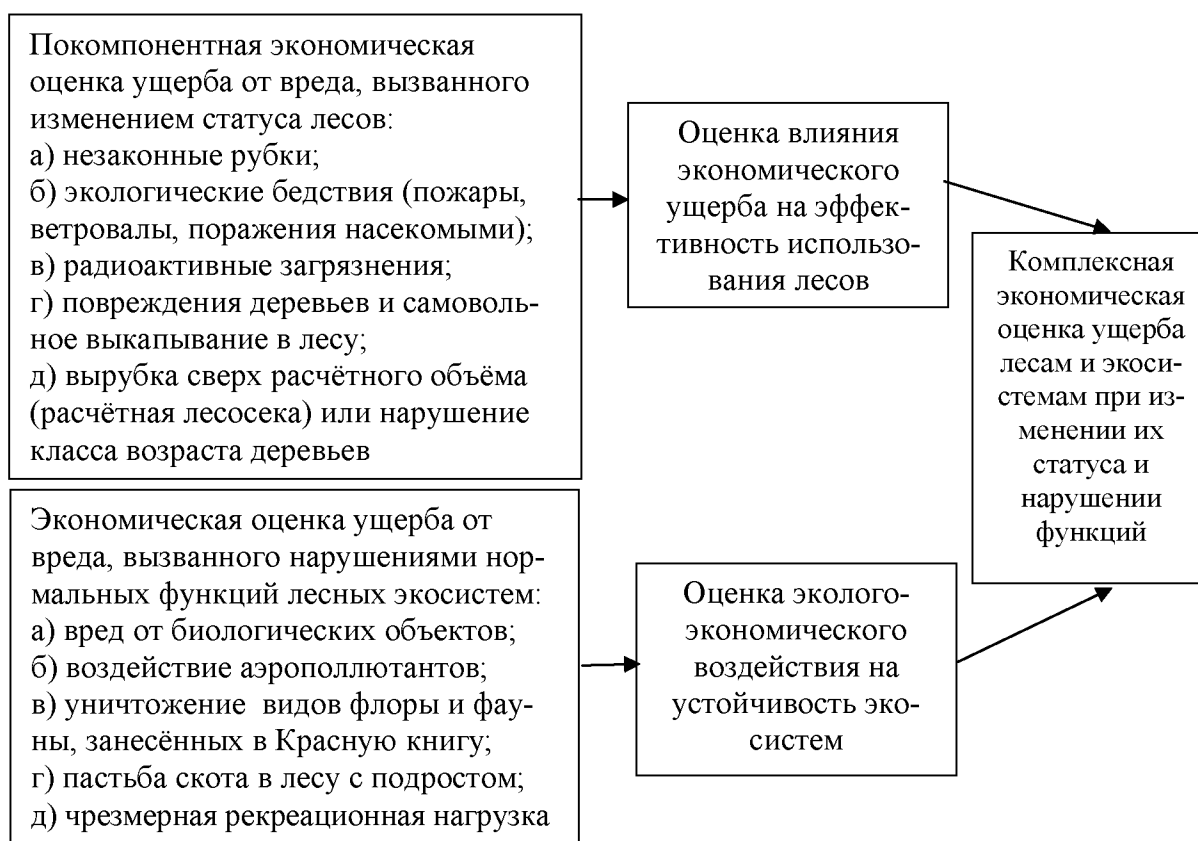 Покомпонентная экономическая
оценка ущерба от вреда, вызванного
изменением статуса лесов:
а) незаконные рубки;
б) экологические бедствия (пожары,
ветровалы, поражения насекомыми);
в) радиоактивные загрязнения;
г) повреждения деревьев и самоволь-
ное выкапывание в лесу;
д) вырубка сверх расчётного объёма
(расчётная лесосека) или нарушение
класса возраста деревьев
Оценка влияния
экономического
ущерба на эффек-
тивность использо-
вания лесов
Экономическая оценка ущерба от
вреда, вызванного нарушениями нор-
мальных функций лесных экосистем:
а) вред от биологических объектов;
б) воздействие аэрополлютантов;
в) уничтожение видов флоры и фау-
ны, занесённых в Красную книгу;
г) пастьба скота в лесу с подростом;
д) чрезмерная рекреационная нагрузка
Оценка эколого-
экономического
воздействия на
устойчивость эко-
систем
Комплексная
экономическая
оценка ущерба
лесам и экоси-
стемам при из-
менении их
статуса и
нарушении
функций